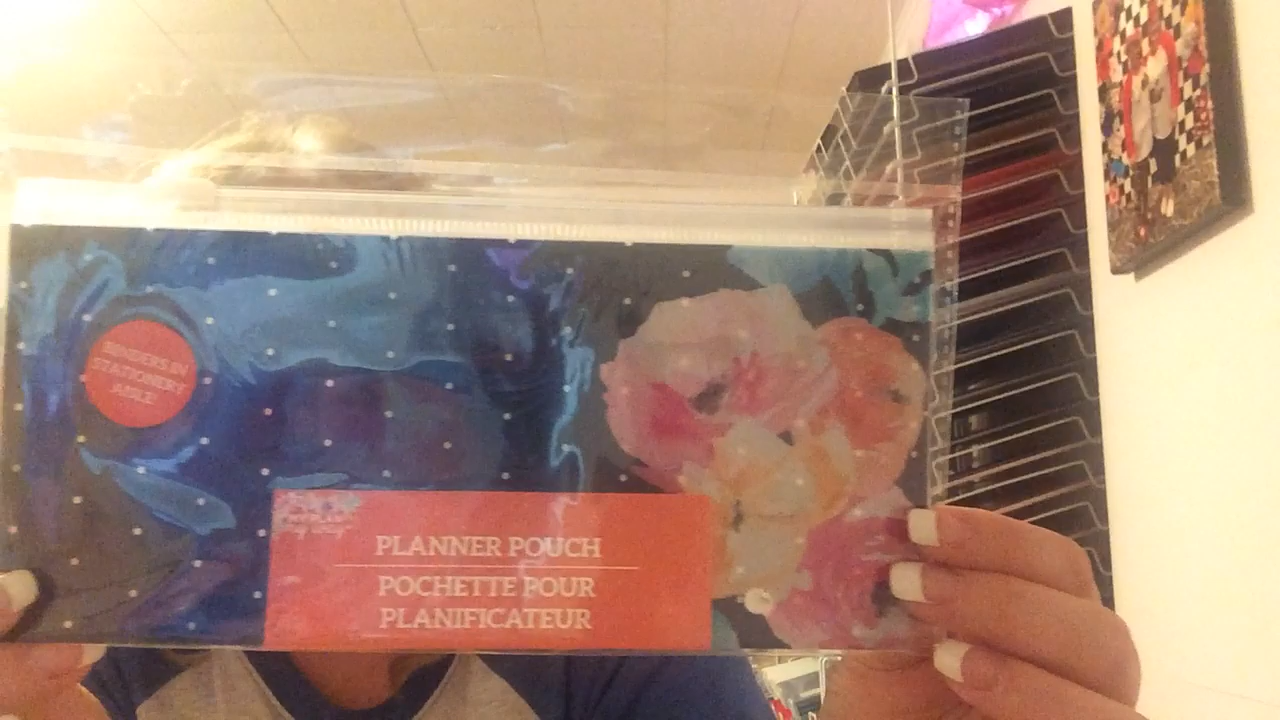 BINDERS IN
STATIONERY
AISLE
PLANNER POUCH
POCHETTE POUR
PLANIFICATEUR